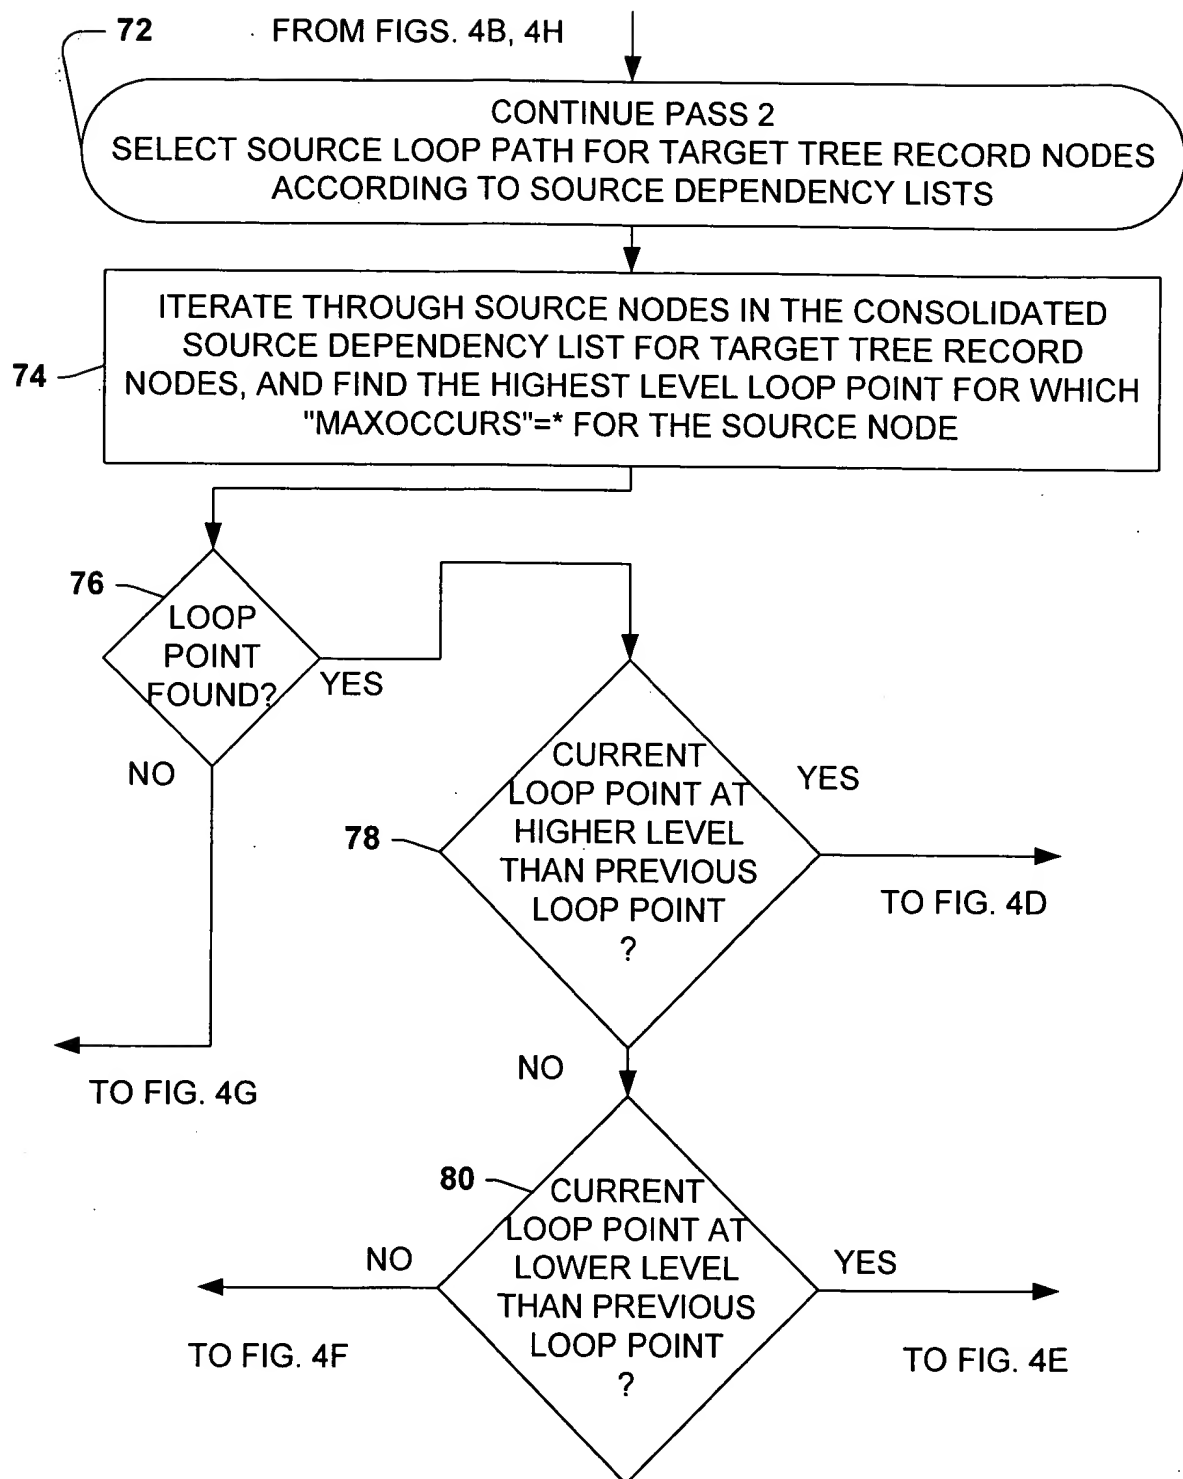 72
FROM FIGS. 4B, 4H
CONTINUE PASS 2
SELECT SOURCE LOOP PATH FOR TARGET TREE RECORD NODES
ACCORDING TO SOURCE DEPENDENCY LISTS
74
ITERATE THROUGH SOURCE NODES IN THE CONSOLIDATED
SOURCE DEPENDENCY LIST FOR TARGET TREE RECORD
NODES, AND FIND THE HIGHEST LEVEL LOOP POINT FOR WHICH
"MAXOCCURS"=* FOR THE SOURCE NODE
76
LOOP
POINT
FOUND?
YES
NO
TO FIG. 4G
78
CURRENT
LOOP POINT AT
HIGHER LEVEL
THAN PREVIOUS
LOOP POINT
?
YES
TO FIG. 4D
NO
80
CURRENT
LOOP POINT AT
LOWER LEVEL
THAN PREVIOUS
LOOP POINT
?
NO
TO FIG. 4F
YES
TO FIG. 4E